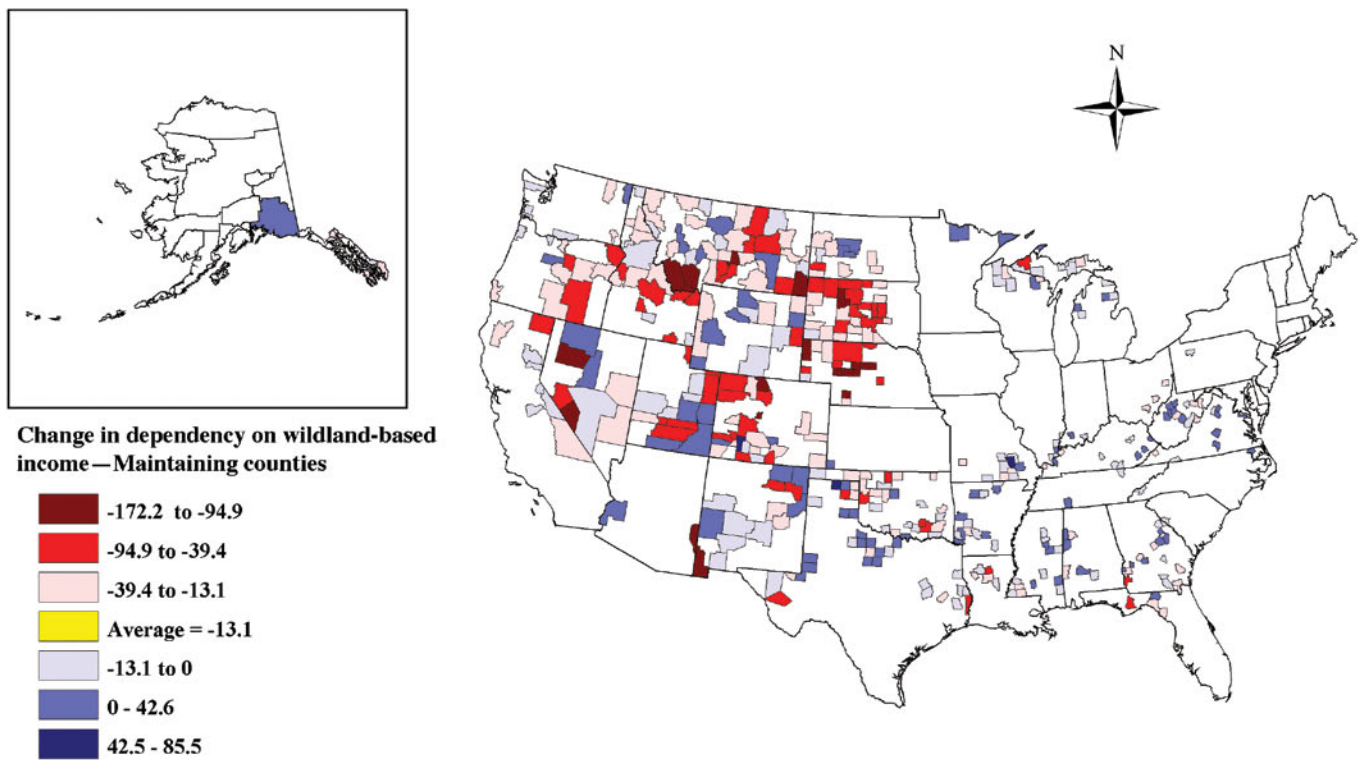 N
Change in dependency on wildland-based
income—Maintaining counties
-172.2 to -94.9
-94.9 to -39.4
-39.4 to -13.1
Average = -13.1
-13.1 to 0
0 - 42.6
42.5 - 85.5